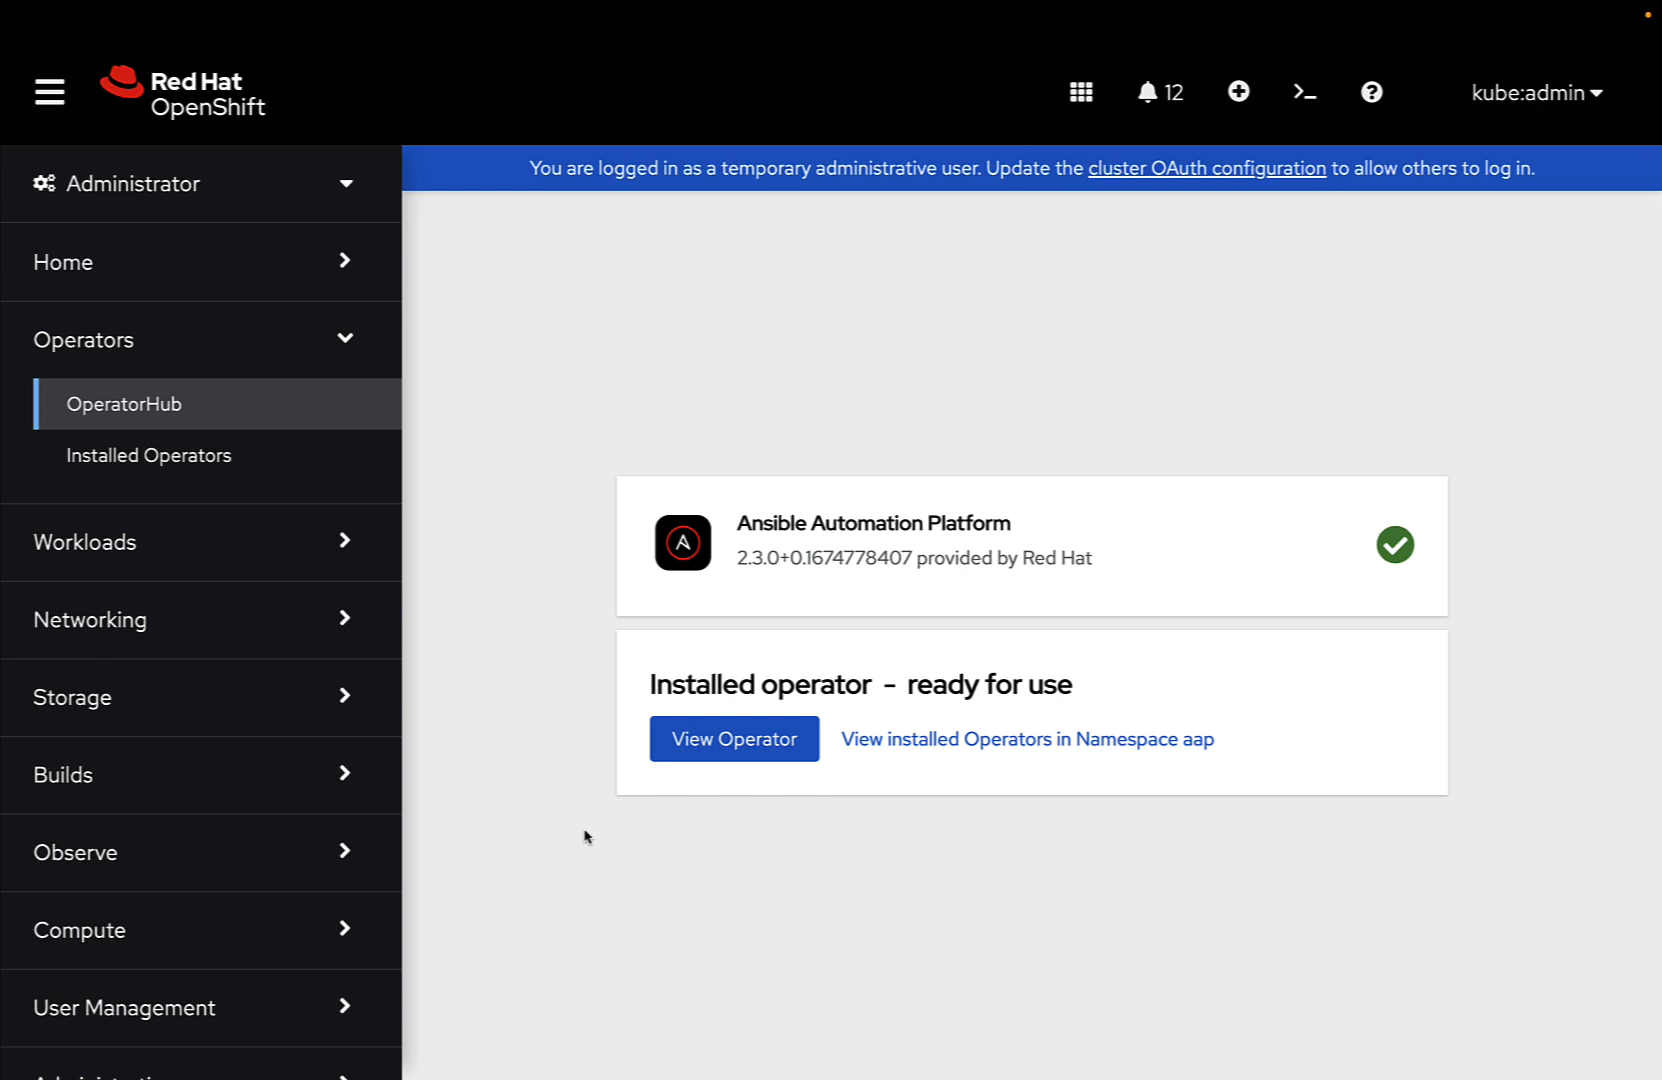 Red Hat
OpenShift
12
kube:admin
Administrator
You are logged in as a temporary administrative user. Update the cluster OAuth configuration to allow others to log in.
Home
Operators
OperatorHub
Installed Operators
Workloads
Networking
Storage
Builds
Observe
Compute
User Management
Ansible Automation Platform
2.3.0+0.1674778407 provided by Red Hat
Installed operator - ready for use
View Operator
View installed Operators in Namespace aap